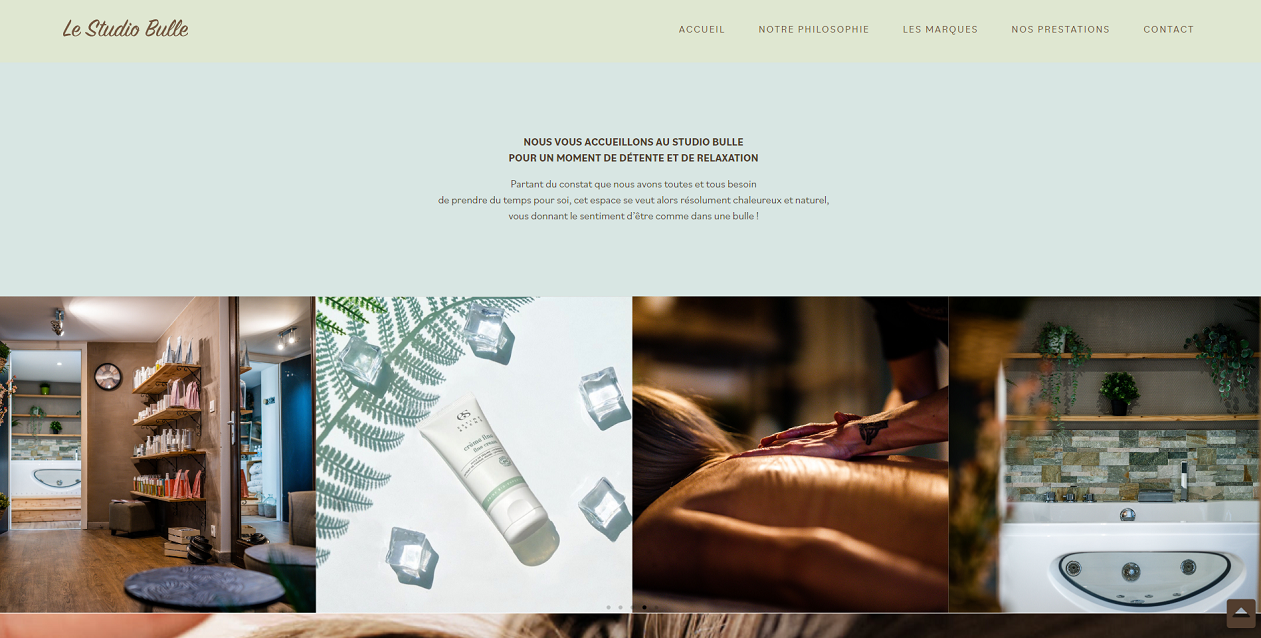 Le Studio Bulle
ACCUEIL
NOTRE PHILOSOPHIE
LES MARQUES
NOS PRESTATIONS
CONTACT
NOUS VOUS ACCUEILLONS AU STUDIO BULLE
POUR UN MOMENT DE DÉTENTE ET DE RELAXATION
Partant du constat que nous avons toutes et tous besoin
de prendre du temps pour soi, cet espace se veut alors résolument chaleureux et naturel,
vous donnant le sentiment d'être comme dans une bulle !